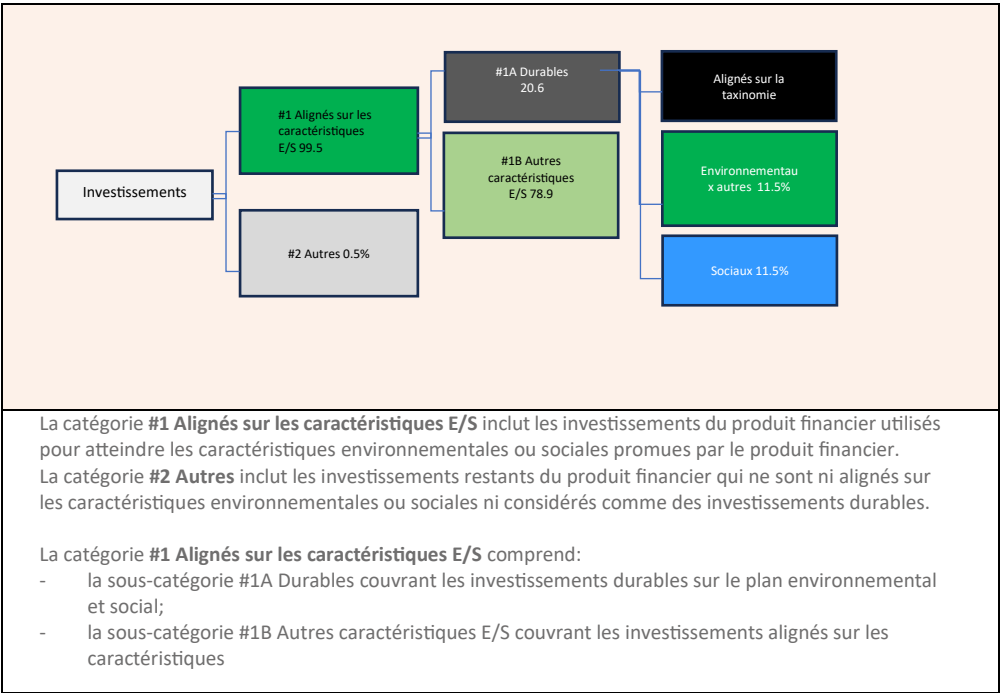 Investissements
#1 Alignés sur les
caractéristiques
E/S 99.5
#2 Autres 0.5%
#1A Durables
20.6
#1B Autres
caractéristiques
E/S 78.9
Alignés sur la
taxinomie
Environnementau
x autres  11.5%
Sociaux 11.5%
La catégorie #1 Alignés sur les caractéristiques E/S inclut les investissements du produit financier utilisés
pour atteindre les caractéristiques environnementales ou sociales promues par le produit financier.
La catégorie #2 Autres inclut les investissements restants du produit financier qui ne sont ni alignés sur
les caractéristiques environnementales ou sociales ni considérés comme des investissements durables.
La catégorie #1 Alignés sur les caractéristiques E/S comprend:
- la sous-catégorie #1A Durables couvrant les investissements durables sur le plan environnemental
et social;
- la sous-catégorie #1B Autres caractéristiques E/S couvrant les investissements alignés sur les
caractéristiques